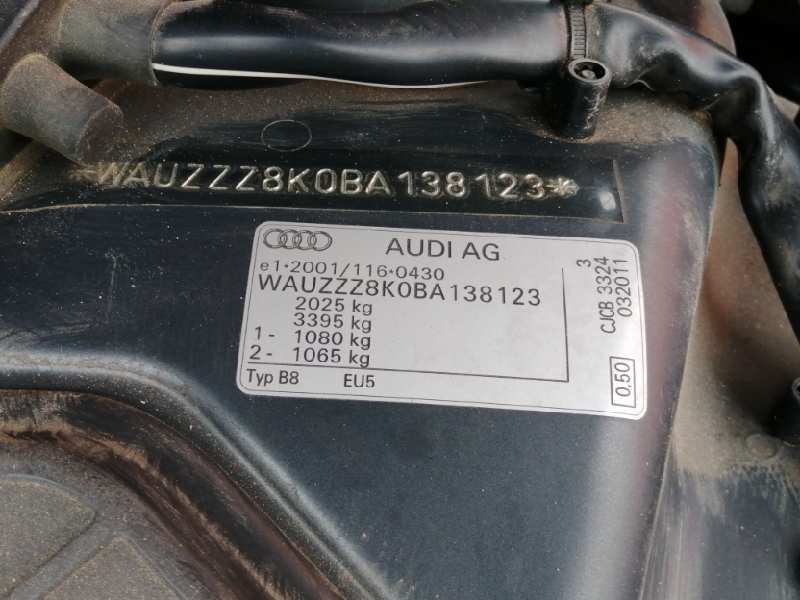 *WAUZZZ8K0BA138123*
AUDI AG
e1*2001/116*0430
WAUZZZ8K0BA138123
2025 kg
3395 kg
1- 1080 kg
2- 1065 kg
Typ B8 EU5
3
CJCB 3324
032011
0,50